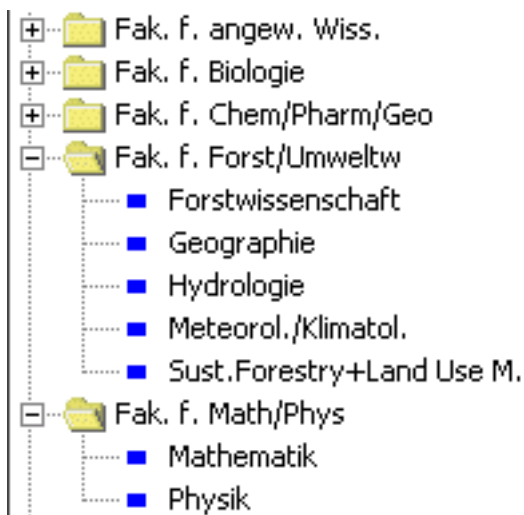 Fak. f. angew. Wiss.
Fak. f. Biologie
Fak. f. Chem/Pharm/Geo
Fak. f. Forst/Umweltw
Forstwissenschaft
Geographie
Hydrologie
Meteorol./Klimatol.
Sust.Forestry+Land Use M.
Fak. f. Math/Phys
Mathematik
Physik